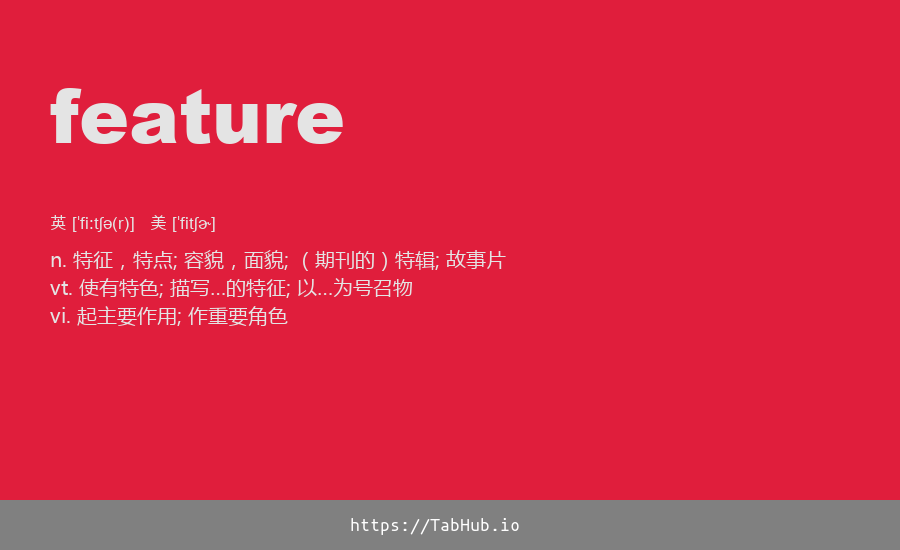 feature
英 ['fi:tʃə(r)] 美 ['fitʃɚ]
n. 特征，特点; 容貌，面貌; （期刊的）特辑; 故事片
vt. 使有特色; 描写...的特征; 以...为号召物
vi. 起主要作用; 作重要角色
https://TabHub.io